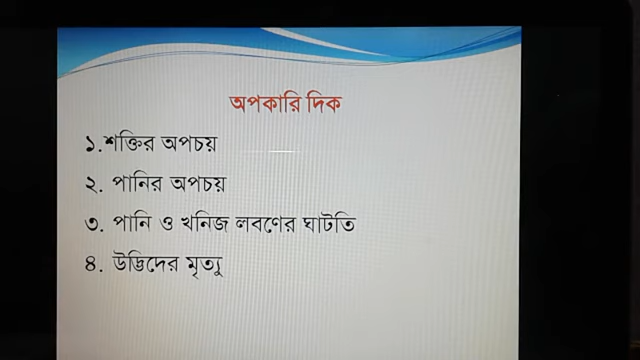 অপকারি দিক
১.শক্তির অপচয়
২. পানির অপচয়
৩. পানি ও খনিজ লবণের ঘাটতি
৪. উদ্ভিদের মৃত্যু